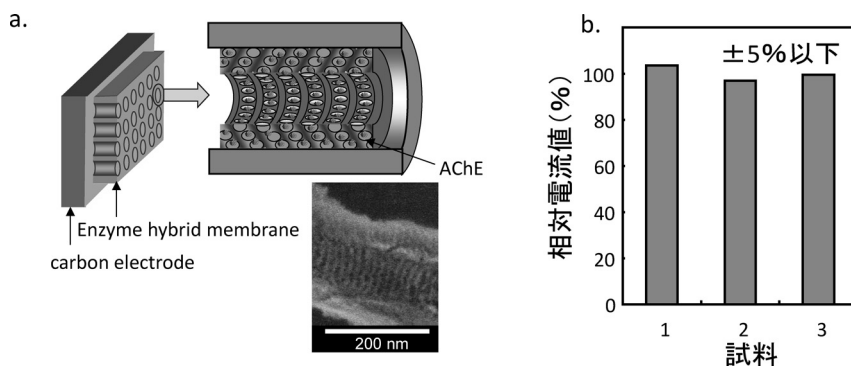 a.
AChE
Enzyme hybrid membrane
carbon electrode
200 nm
b.
±5%以下
相対電流値(%)
120
100
80
60
40
20
0
1 2 3
試料